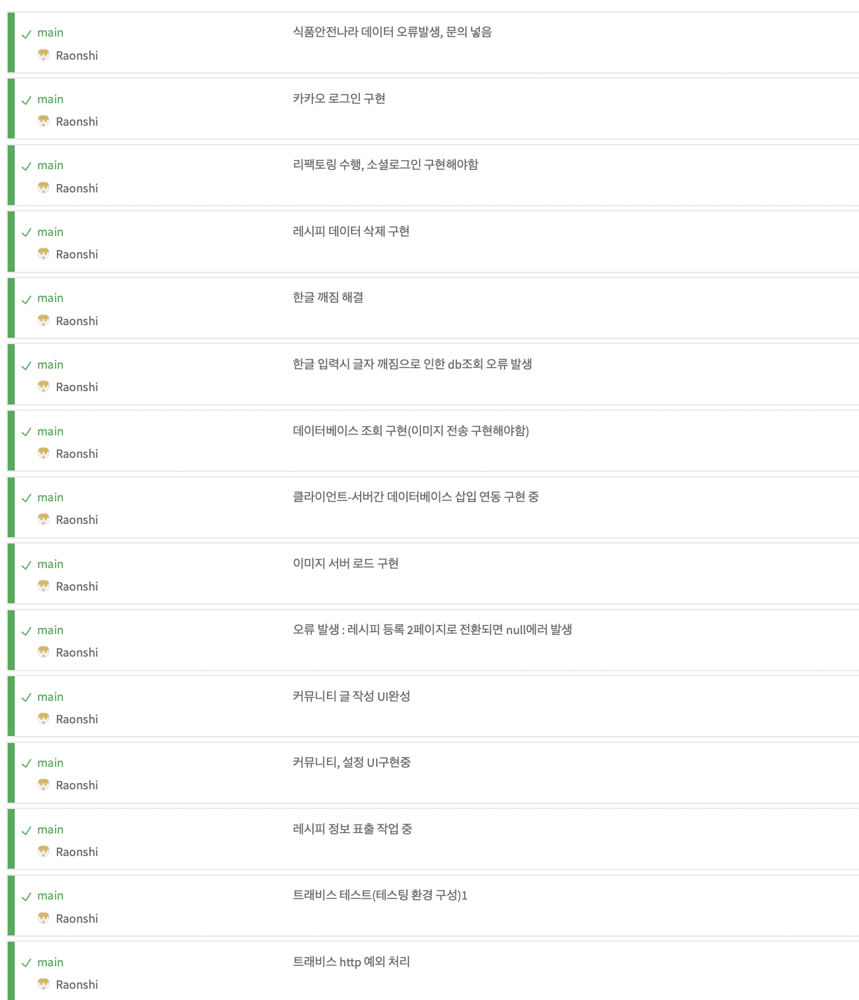 main
식품안전나라 데이터 오류발생, 문의 넣음
Raonshi
main
카카오 로그인 구현
Raonshi
main
리팩토링 수행, 소셜로그인 구현해야함
Raonshi
main
레시피 데이터 삭제 구현
Raonshi
main
한글 깨짐 해결
Raonshi
main
한글 입력시 글자 깨짐으로 인한 db조회 오류 발생
Raonshi
main
데이터베이스 조회 구현(이미지 전송 구현해야함)
Raonshi
main
클라이언트-서버간 데이터베이스 삽입 연동 구현 중
Raonshi
main
이미지 서버 로드 구현
Raonshi
main
오류 발생 : 레시피 등록 2페이지로 전환되면 null에러 발생
Raonshi
main
커뮤니티 글 작성 UI완성
Raonshi
main
커뮤니티, 설정 UI구현중
Raonshi
main
레시피 정보 표출 작업 중
Raonshi
main
트래비스 테스트(테스팅 환경 구성)1
Raonshi
main
트래비스 http 예외 처리
Raonshi